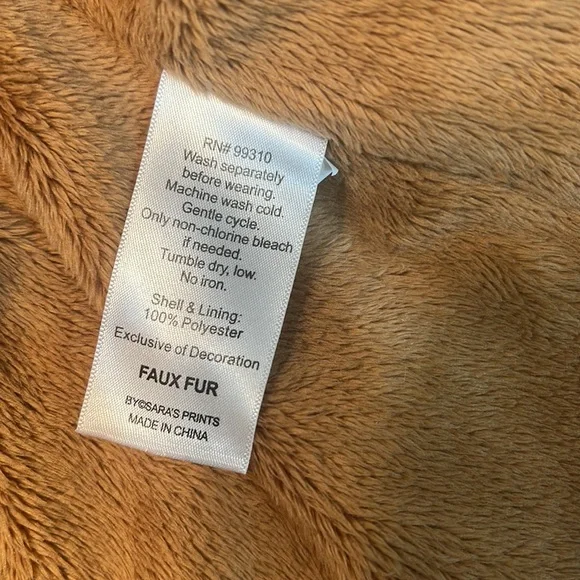 RN# 99310
Wash separately
before wearing.
Machine wash cold.
Gentle cycle.
Only non-chlorine bleach
if needed.
Tumble dry, low.
No iron.
Shell & Lining:
100% Polyester
Exclusive of Decoration
FAUX FUR
BY©SARA'S PRINTS
MADE IN CHINA